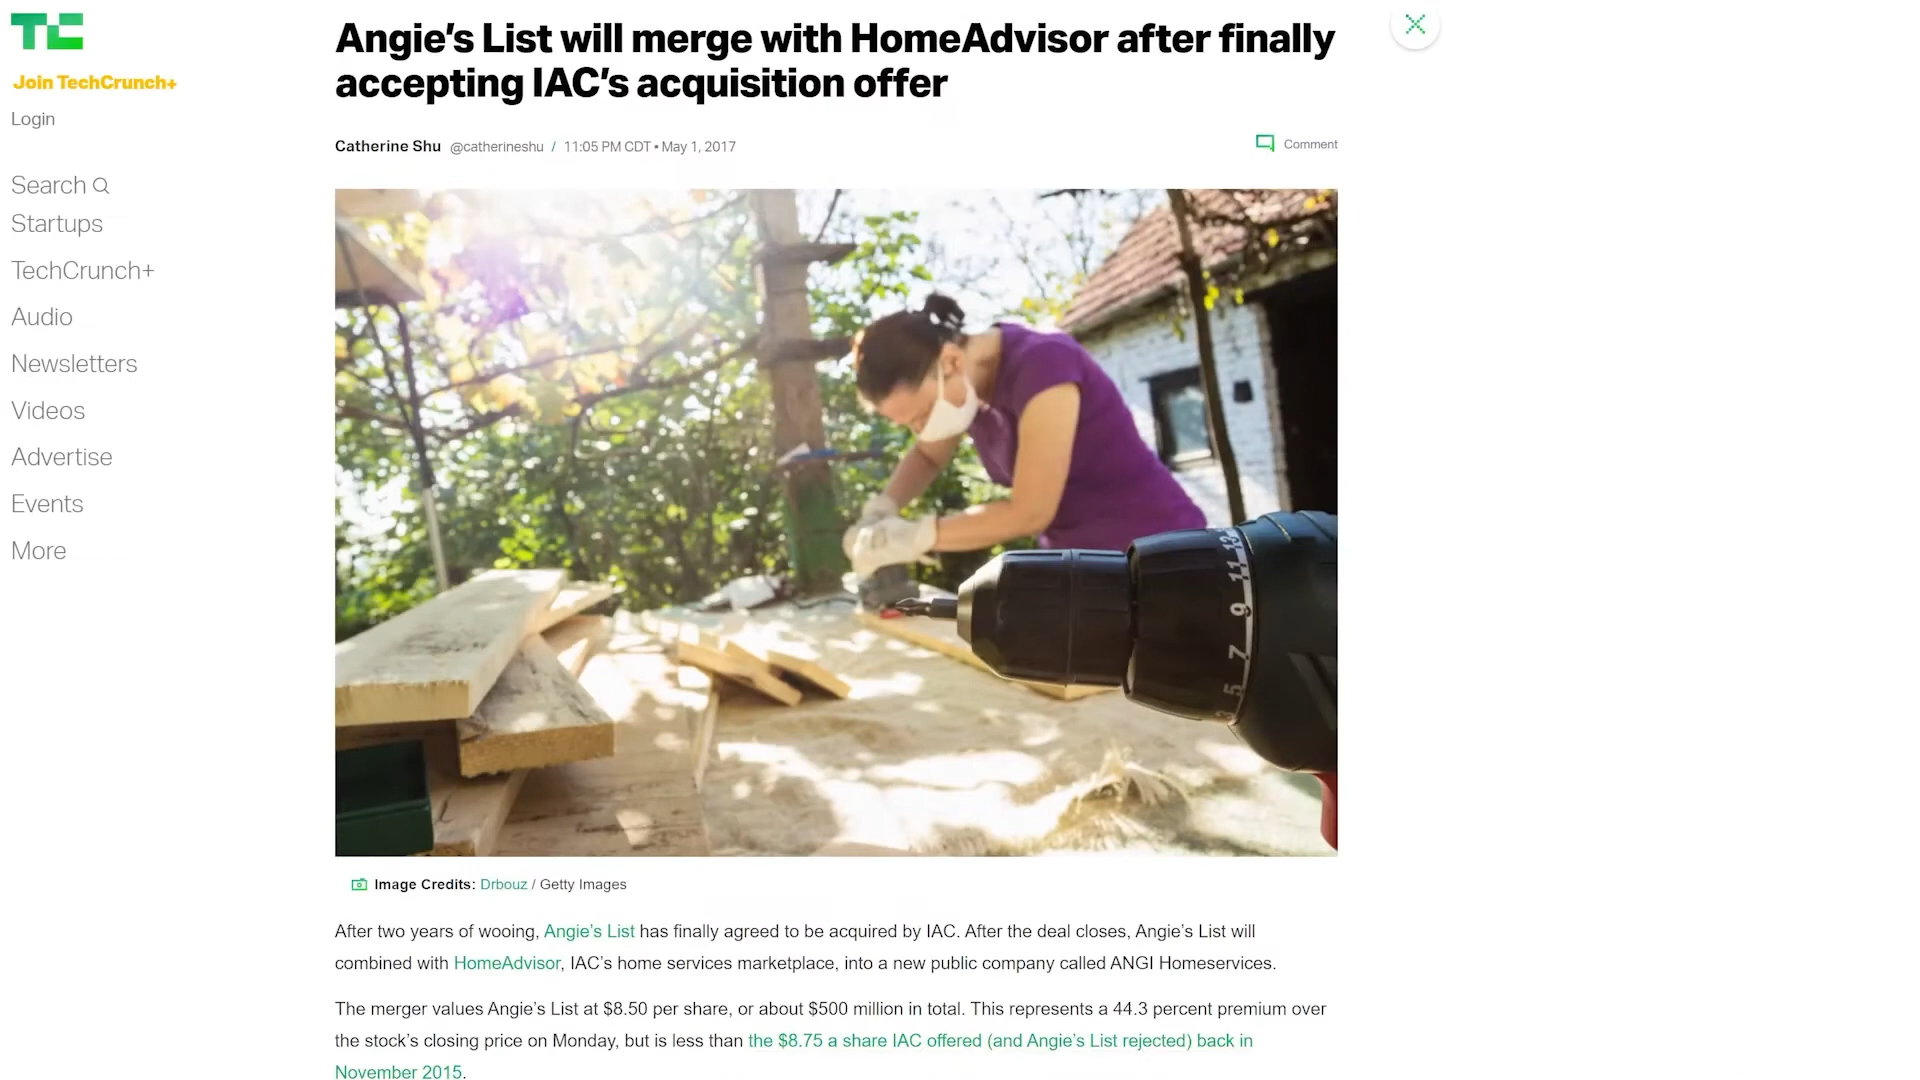 TC
Join TechCrunch+
Login
Search
Startups
TechCrunch+
Audio
Newsletters
Videos
Advertise
Events
More
Angie’s List will merge with HomeAdvisor after finally
accepting IAC’s acquisition offer
Catherine Shu @catherineshu / 11:05 PM CDT • May 1, 2017
Comment
13
11
9
7
5
3
Image Credits: Drbouz / Getty Images
After two years of wooing, Angie’s List has finally agreed to be acquired by IAC. After the deal closes, Angie’s List will
combined with HomeAdvisor, IAC’s home services marketplace, into a new public company called ANGI Homeservices.
The merger values Angie’s List at $8.50 per share, or about $500 million in total. This represents a 44.3 percent premium over
the stock’s closing price on Monday, but is less than the $8.75 a share IAC offered (and Angie’s List rejected) back in
November 2015.